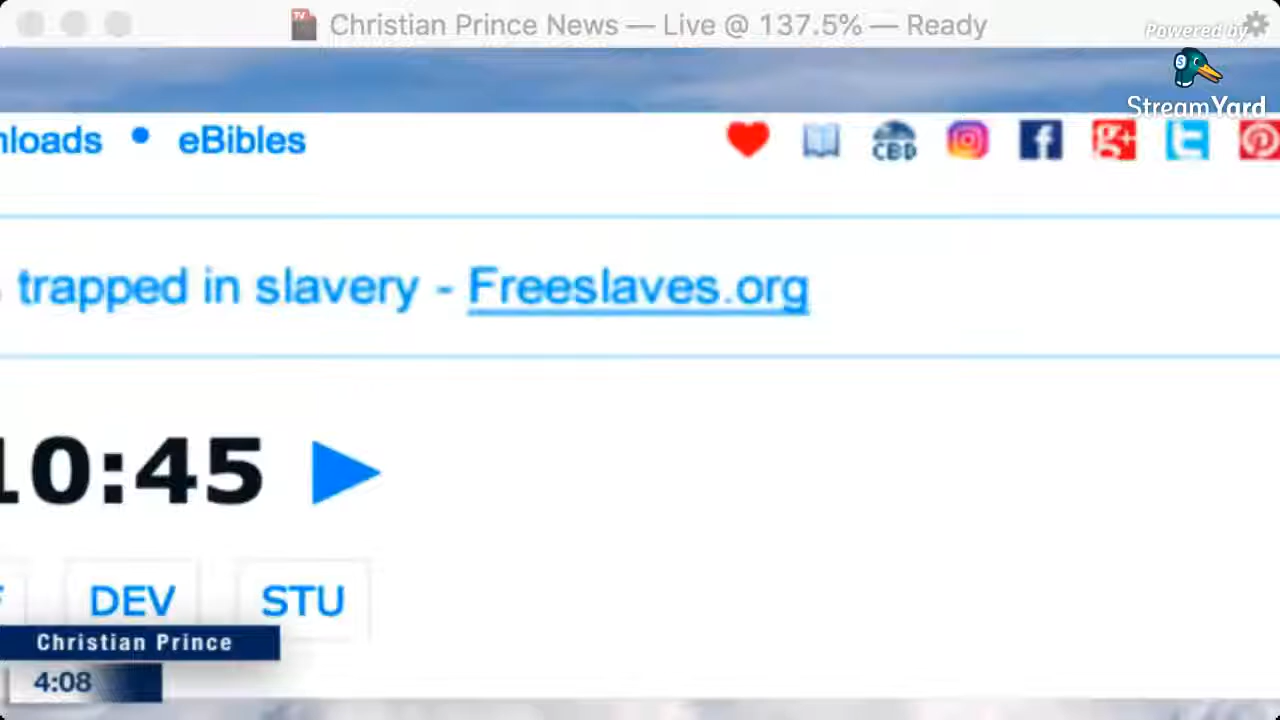 Christian Prince News — Live @ 137.5% — Ready
Powered by
StreamYard
nloads • eBibles
CBD
trapped in slavery - Freeslaves.org
10:45
DEV STU
Christian Prince
4:08